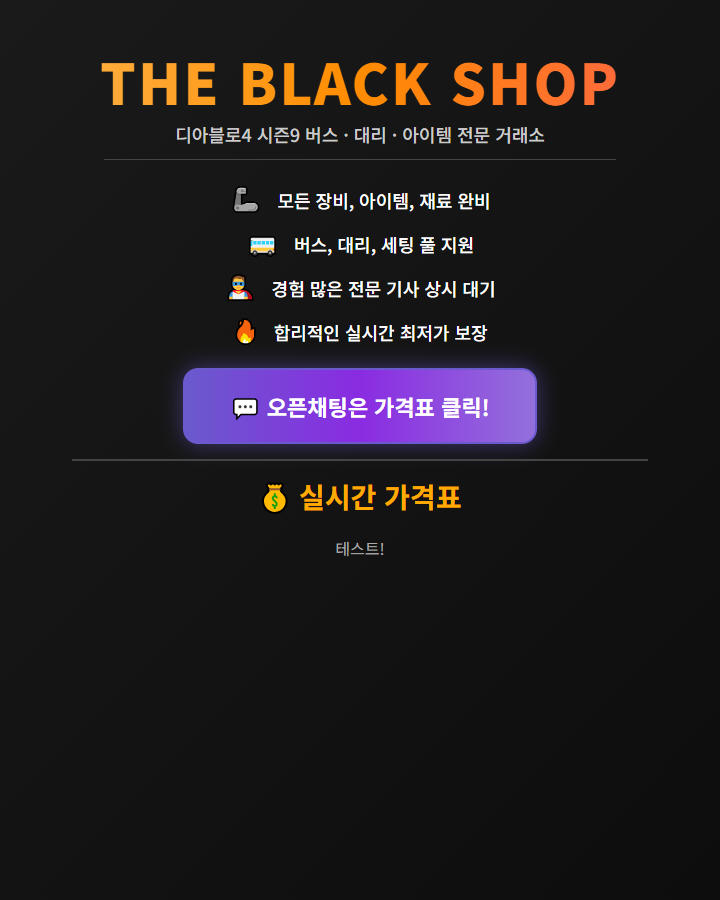 THE BLACK SHOP
디아블로4 시즌9 버스 · 대리 · 아이템 전문 거래소
모든 장비, 아이템, 재료 완비
버스, 대리, 세팅 풀 지원
경험 많은 전문 기사 상시 대기
합리적인 실시간 최저가 보장
오픈채팅은 가격표 클릭!
실시간 가격표
테스트!